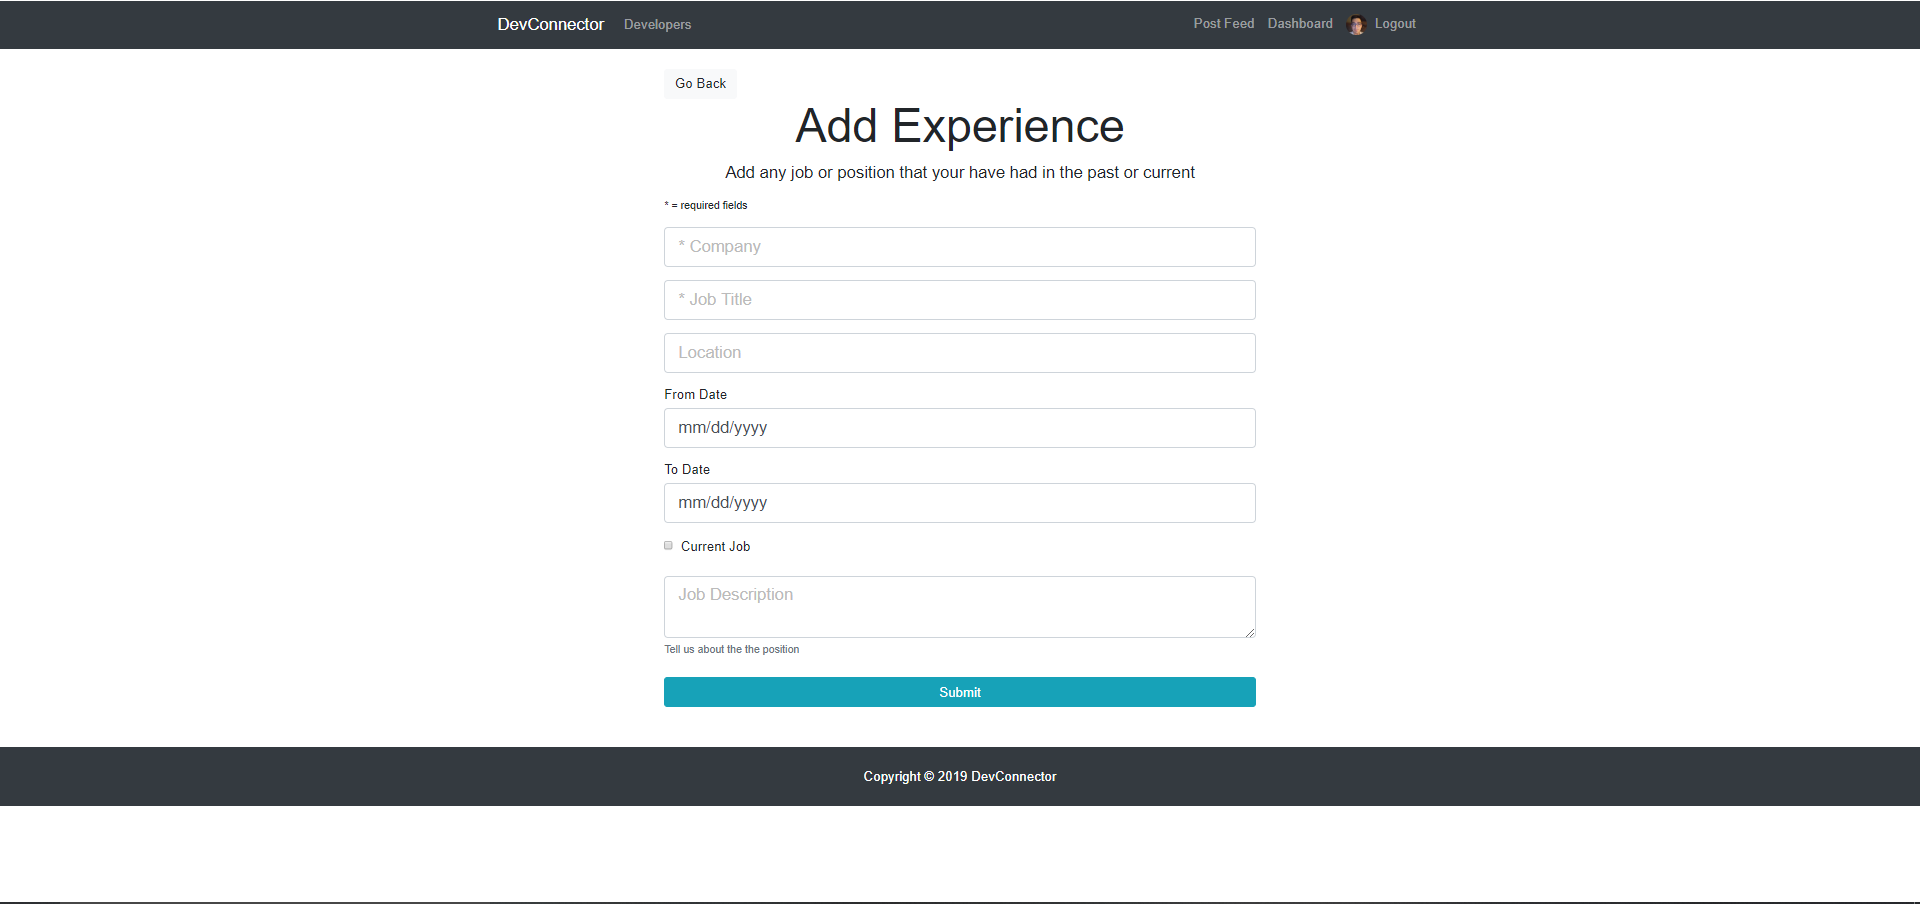 DevConnector Developers Post Feed Dashboard Logout
Go Back
Add Experience
Add any job or position that your have had in the past or current
* = required fields
* Company
* Job Title
Location
From Date
mm/dd/yyyy
To Date
mm/dd/yyyy
Current Job
Job Description
Tell us about the the position
Submit
Copyright © 2019 DevConnector